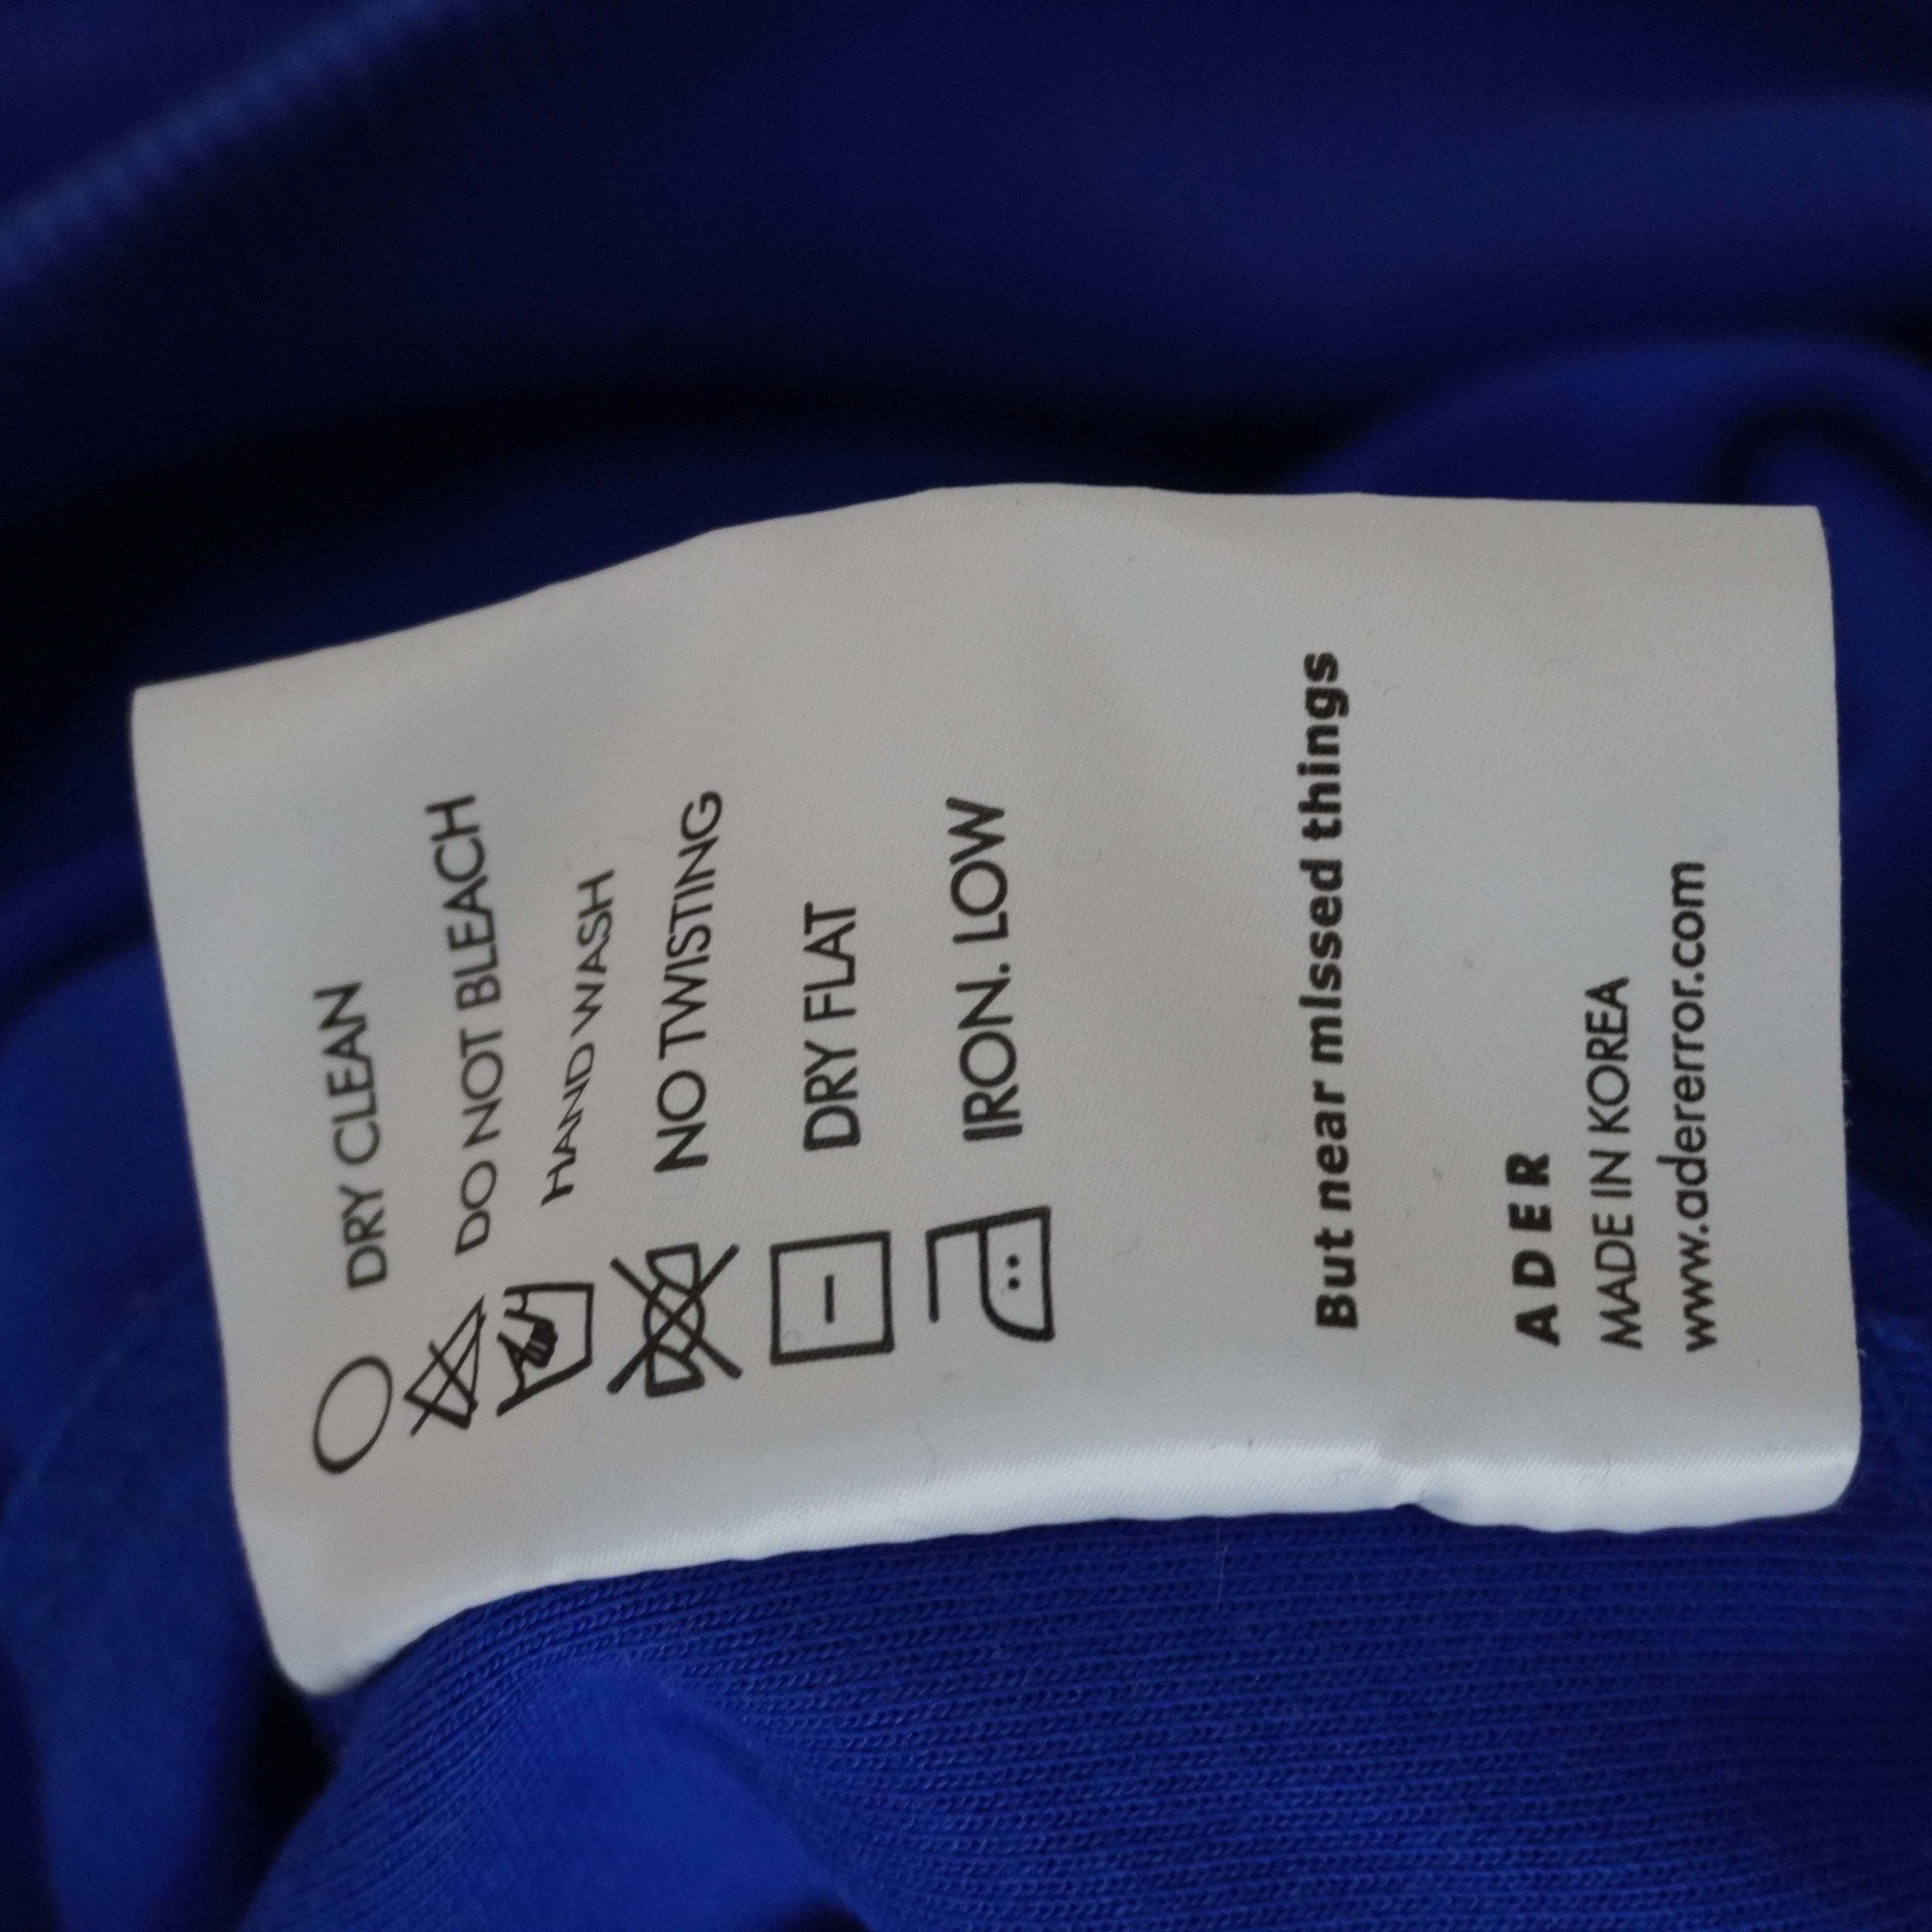 DRY CLEAN
DO NOT BLEACH
HAND WASH
NO TWISTING
DRY FLAT
IRON. LOW
But near mIssed things
ADER
MADE IN KOREA
www.adererror.com